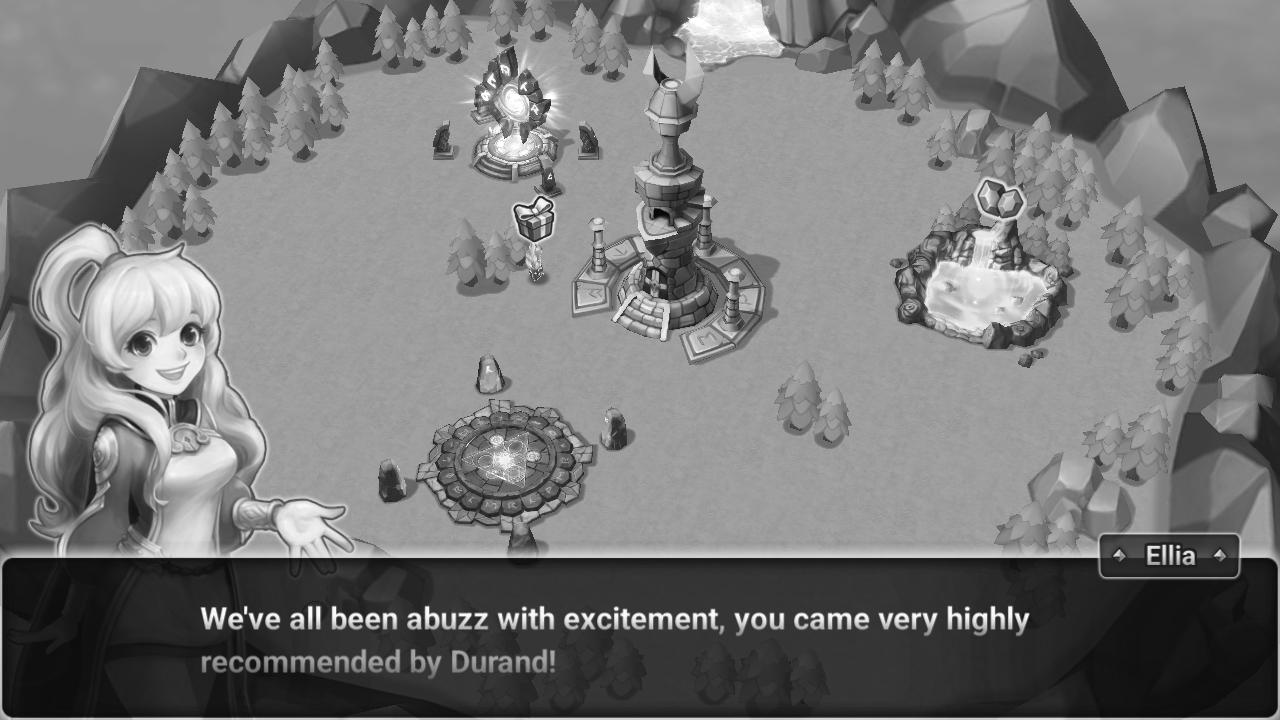 Ellia
We've all been abuzz with excitement, you came very highly
recommended by Durand!